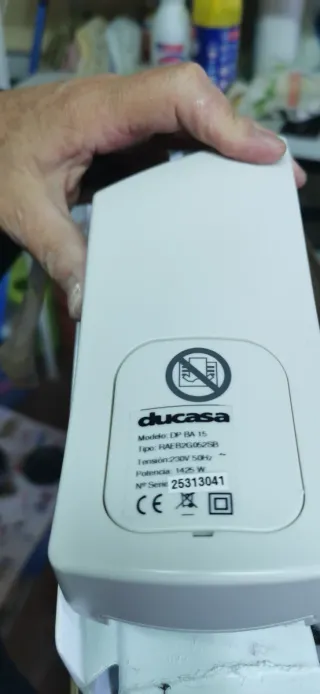 ducasa
Modelo: DP BA 15
Tipo: RAEB2G052SB
Tensión:230V 50Hz ~
Potencia: 1425 W
Nº Serie 25313041
CE